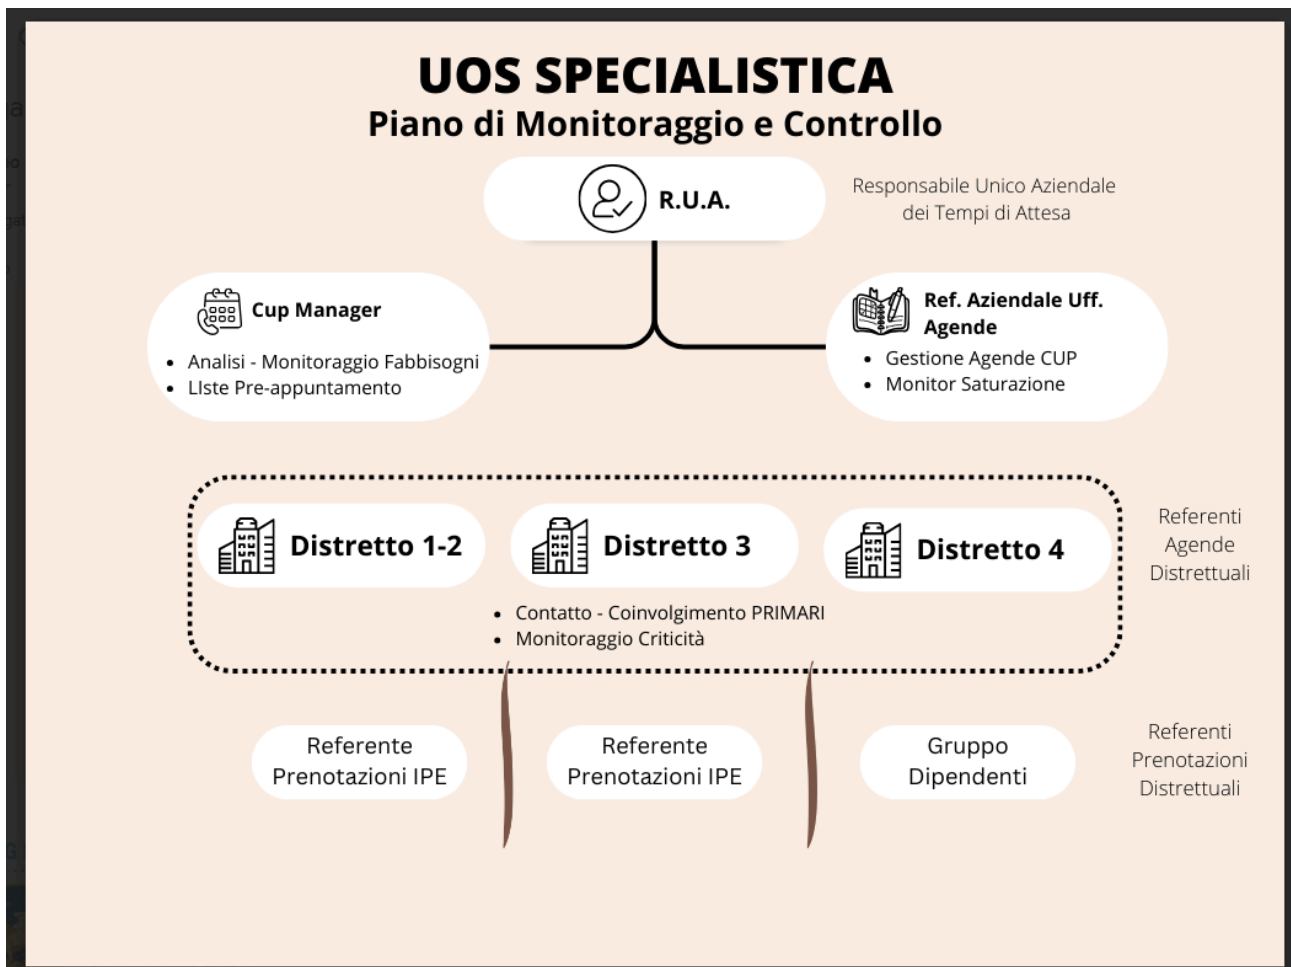 UOS SPECIALISTICA
Piano di Monitoraggio e Controllo
R.U.A.
Responsabile Unico Aziendale
dei Tempi di Attesa
Cup Manager
• Analisi - Monitoraggio Fabbisogni
• LIste Pre-appuntamento
Ref. Aziendale Uff.
Agende
• Gestione Agende CUP
• Monitor Saturazione
Distretto 1-2
Distretto 3
Distretto 4
• Contatto - Coinvolgimento PRIMARI
• Monitoraggio Criticità
Referenti
Agende
Distrettuali
Referente
Prenotazioni IPE
Referente
Prenotazioni IPE
Gruppo
Dipendenti
Referenti
Prenotazioni
Distrettuali